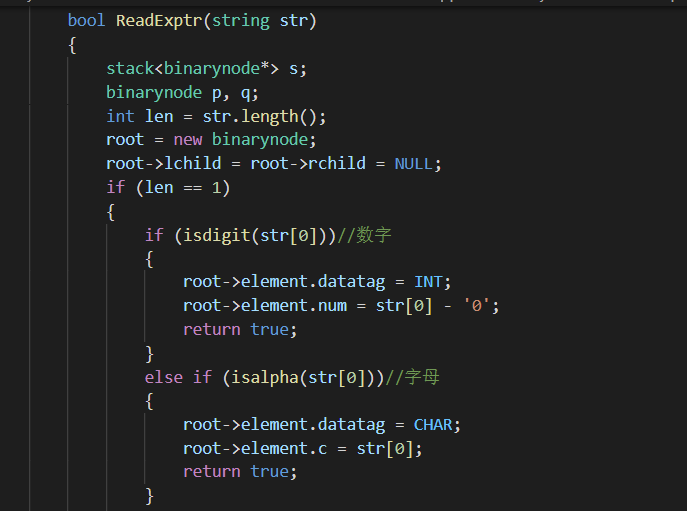 bool ReadExptr(string str)
{
stack<binarynode*> s;
binarynode p, q;
int len = str.length();
root = new binarynode;
root->lchild = root->rchild = NULL;
if (len == 1)
{
if (isdigit(str[0]))//数字
{
root->element.datatag = INT;
root->element.num = str[0] - '0';
return true;
}
else if (isalpha(str[0]))//字母
{
root->element.datatag = CHAR;
root->element.c = str[0];
return true;
}